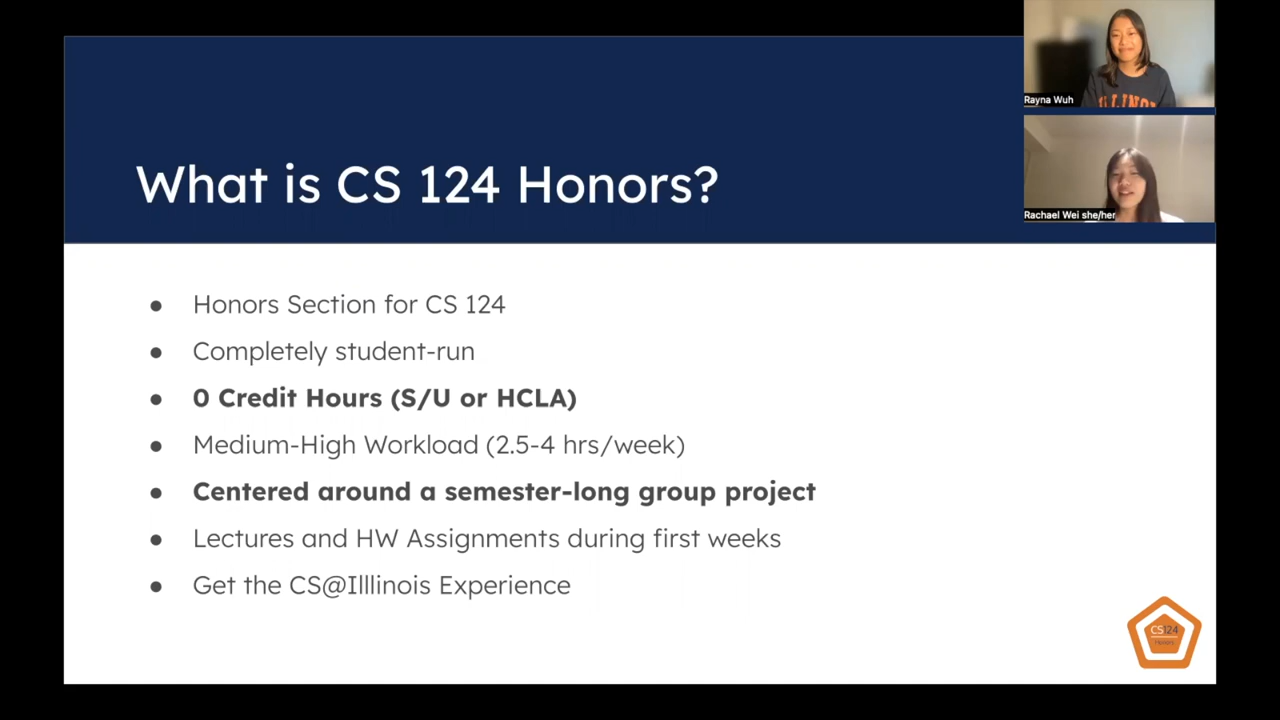 What is CS 124 Honors?
Rayna Wuh
ILLINOI
Rachael Wei she/her
● Honors Section for CS 124
● Completely student-run
● 0 Credit Hours (S/U or HCLA)
● Medium-High Workload (2.5-4 hrs/week)
● Centered around a semester-long group project
● Lectures and HW Assignments during first weeks
● Get the CS@Illlinois Experience
CS124
Honors